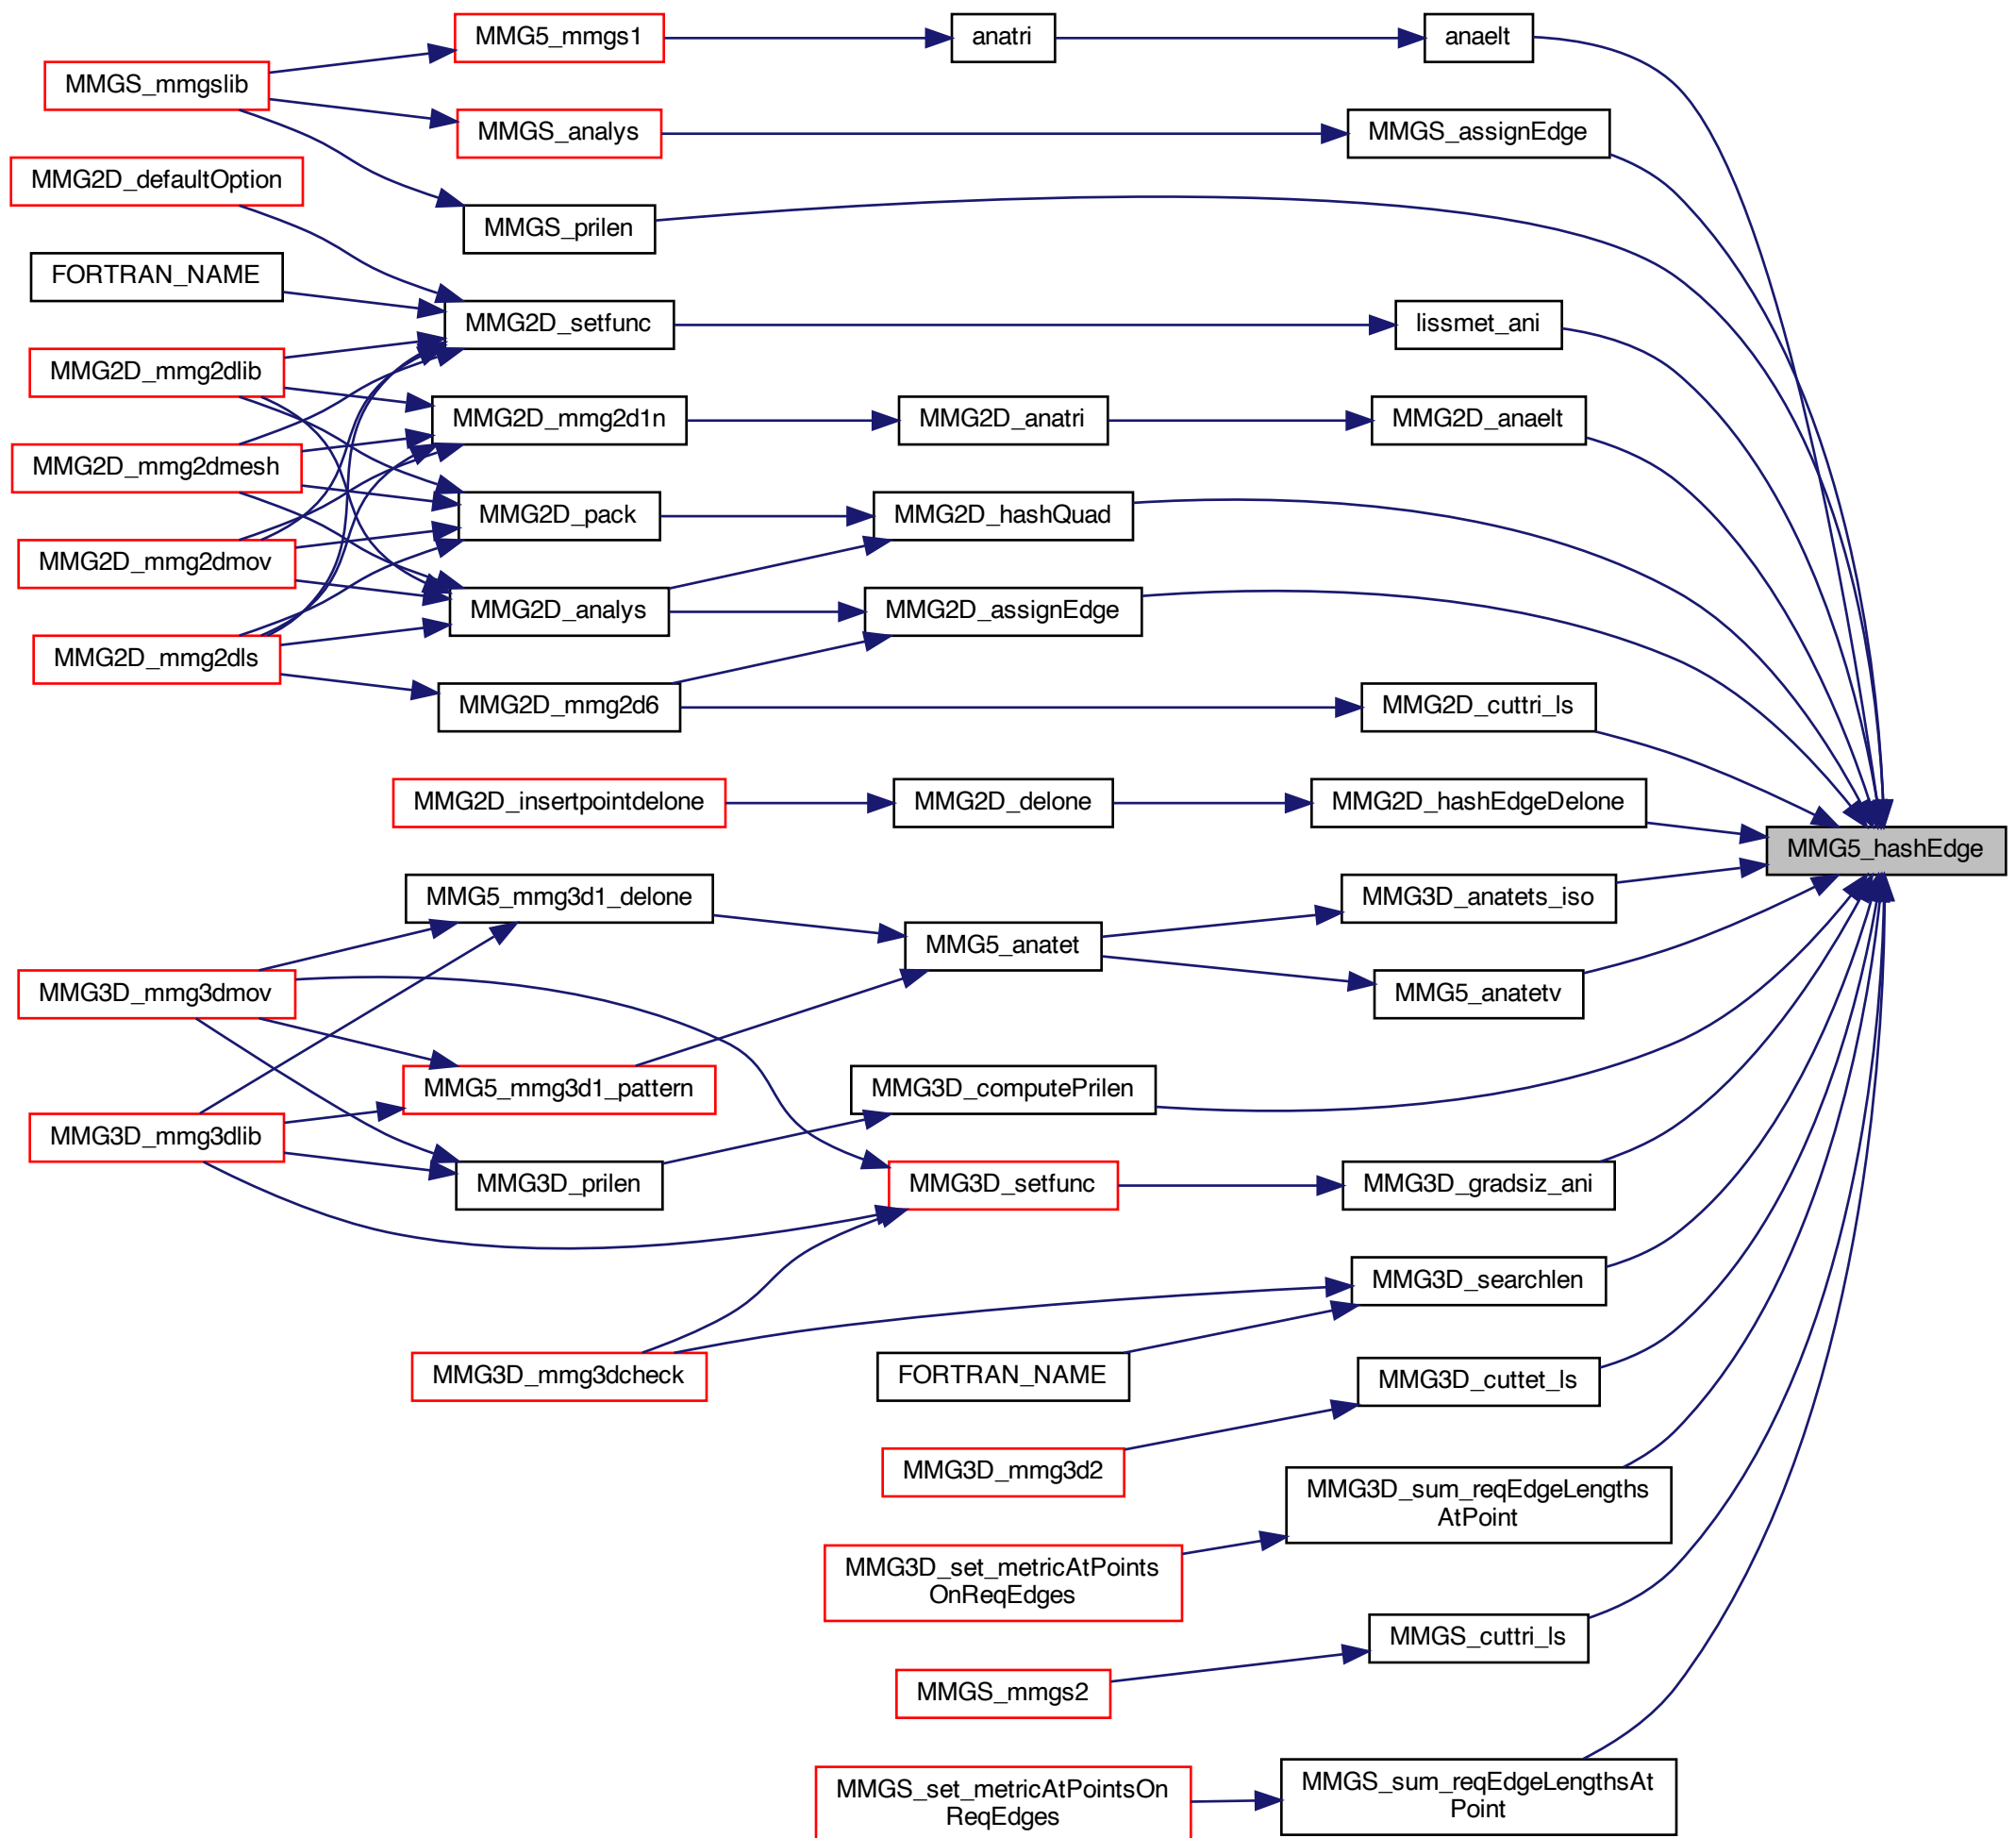 MMG5_mmgs1
anatri
anaelt
MMGS_mmgslib
MMGS_analys
MMGS_assignEdge
MMG2D_defaultOption
MMGS_prilen
FORTRAN_NAME
MMG2D_setfunc
lissmet_ani
MMG2D_mmg2dlib
MMG2D_mmg2d1n
MMG2D_anatri
MMG2D_anaelt
MMG2D_mmg2dmesh
MMG2D_pack
MMG2D_hashQuad
MMG2D_mmg2dmov
MMG2D_analys
MMG2D_assignEdge
MMG2D_mmg2dls
MMG2D_mmg2d6
MMG2D_cuttri_ls
MMG2D_insertpointdelone
MMG2D_delone
MMG2D_hashEdgeDelone
MMG5_hashEdge
MMG5_mmg3d1_delone
MMG3D_anatets_iso
MMG5_anatet
MMG3D_mmg3dmov
MMG5_anatetv
MMG5_mmg3d1_pattern
MMG3D_computePrilen
MMG3D_mmg3dlib
MMG3D_prilen
MMG3D_setfunc
MMG3D_gradsiz_ani
MMG3D_searchlen
MMG3D_mmg3dcheck
FORTRAN_NAME
MMG3D_cuttet_ls
MMG3D_mmg3d2
MMG3D_sum_reqEdgeLengths
AtPoint
MMG3D_set_metricAtPoints
OnReqEdges
MMGS_cuttri_ls
MMGS_mmgs2
MMGS_sum_reqEdgeLengthsAt
Point
MMGS_set_metricAtPointsOn
ReqEdges